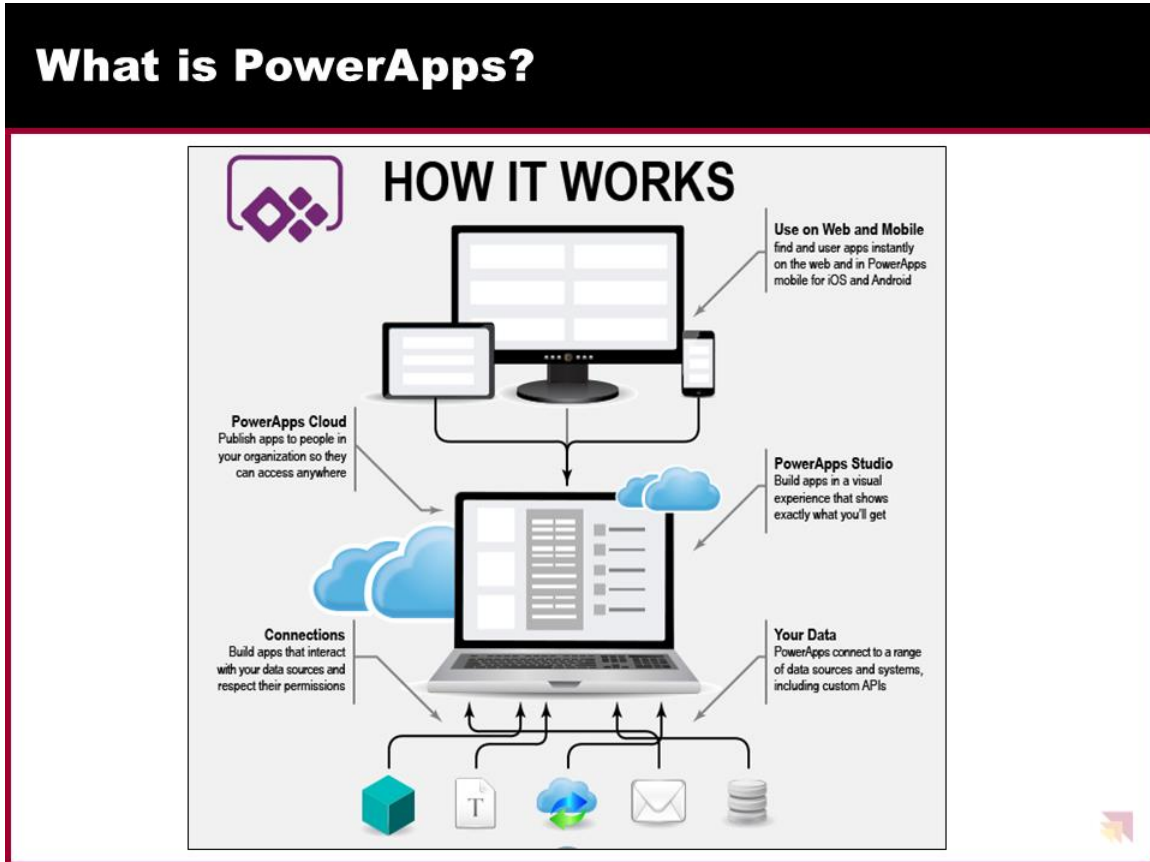 What is PowerApps?
HOW IT WORKS
Use on Web and Mobile
find and user apps instantly
on the web and in PowerApps
mobile for iOS and Android
PowerApps Cloud
Publish apps to people in
your organization so they
can access anywhere
PowerApps Studio
Build apps in a visual
experience that shows
exactly what you'll get
Connections
Build apps that interact
with your data sources and
respect their permissions
Your Data
PowerApps connect to a range
of data sources and systems,
including custom APIs
T